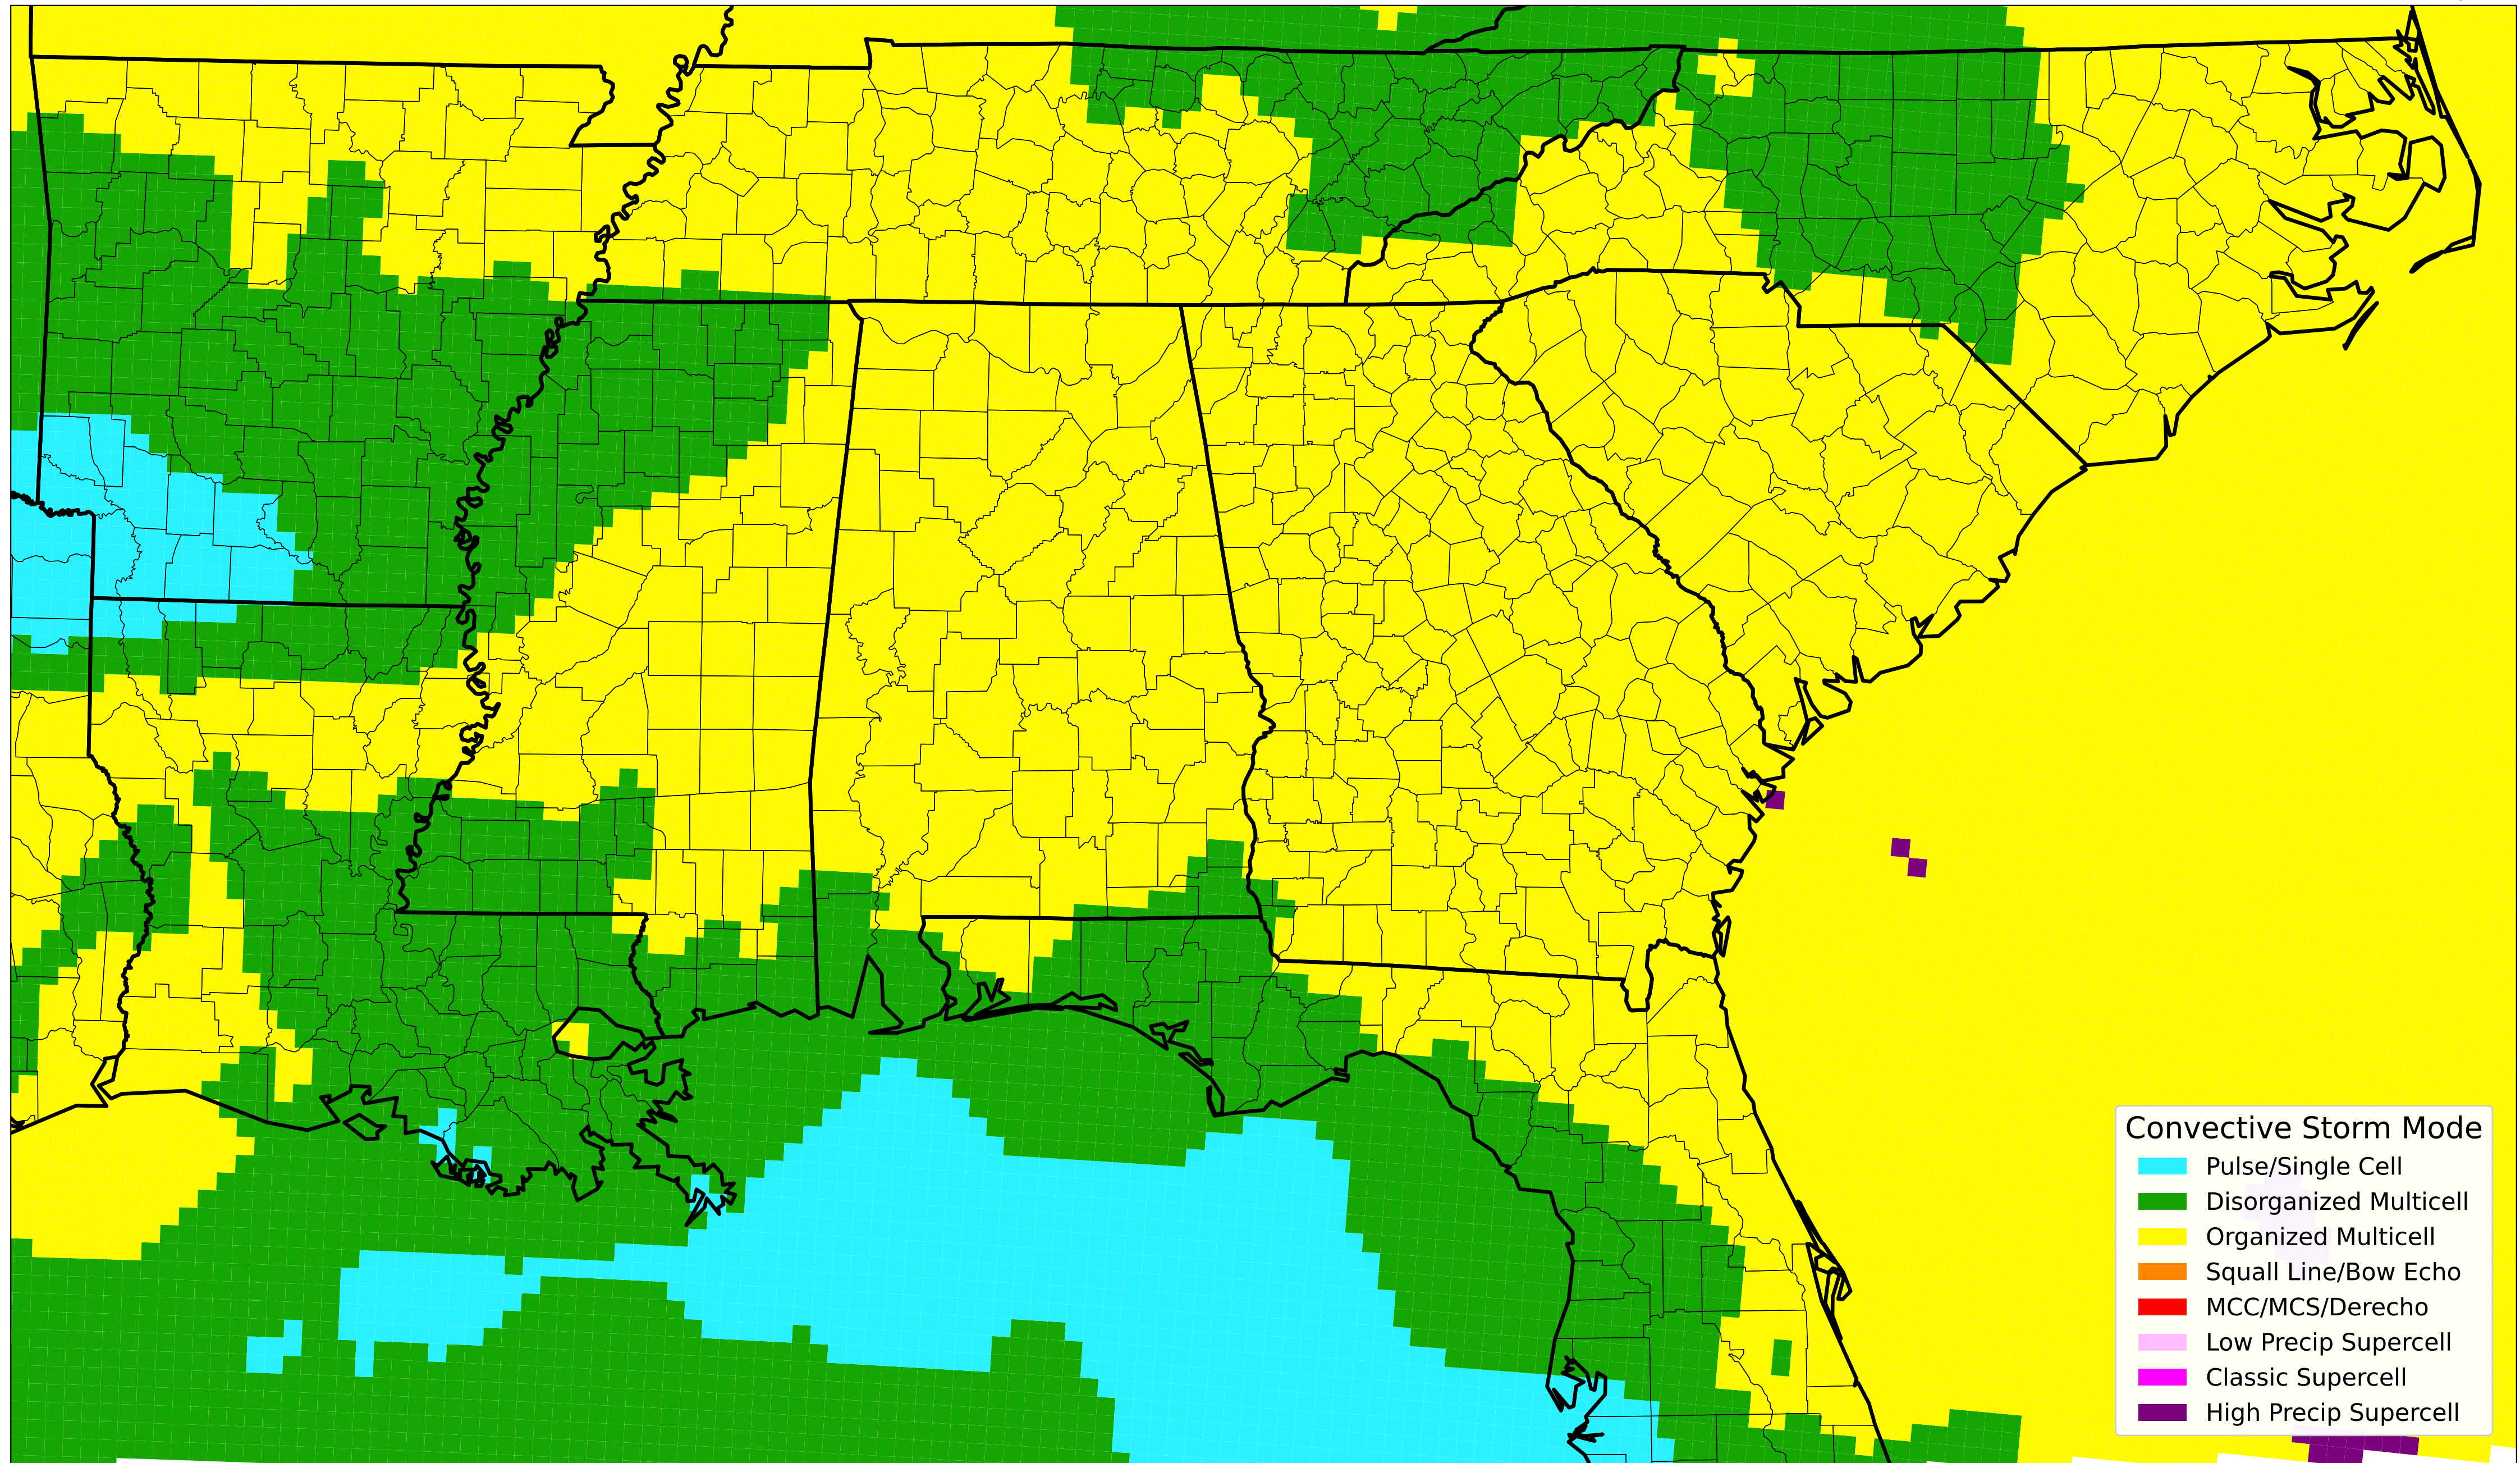 Convective Storm Mode
Pulse/Single Cell
Disorganized Multicell
Organized Multicell
Squall Line/Bow Echo
MCC/MCS/Derecho
Low Precip Supercell
Classic Supercell
High Precip Supercell